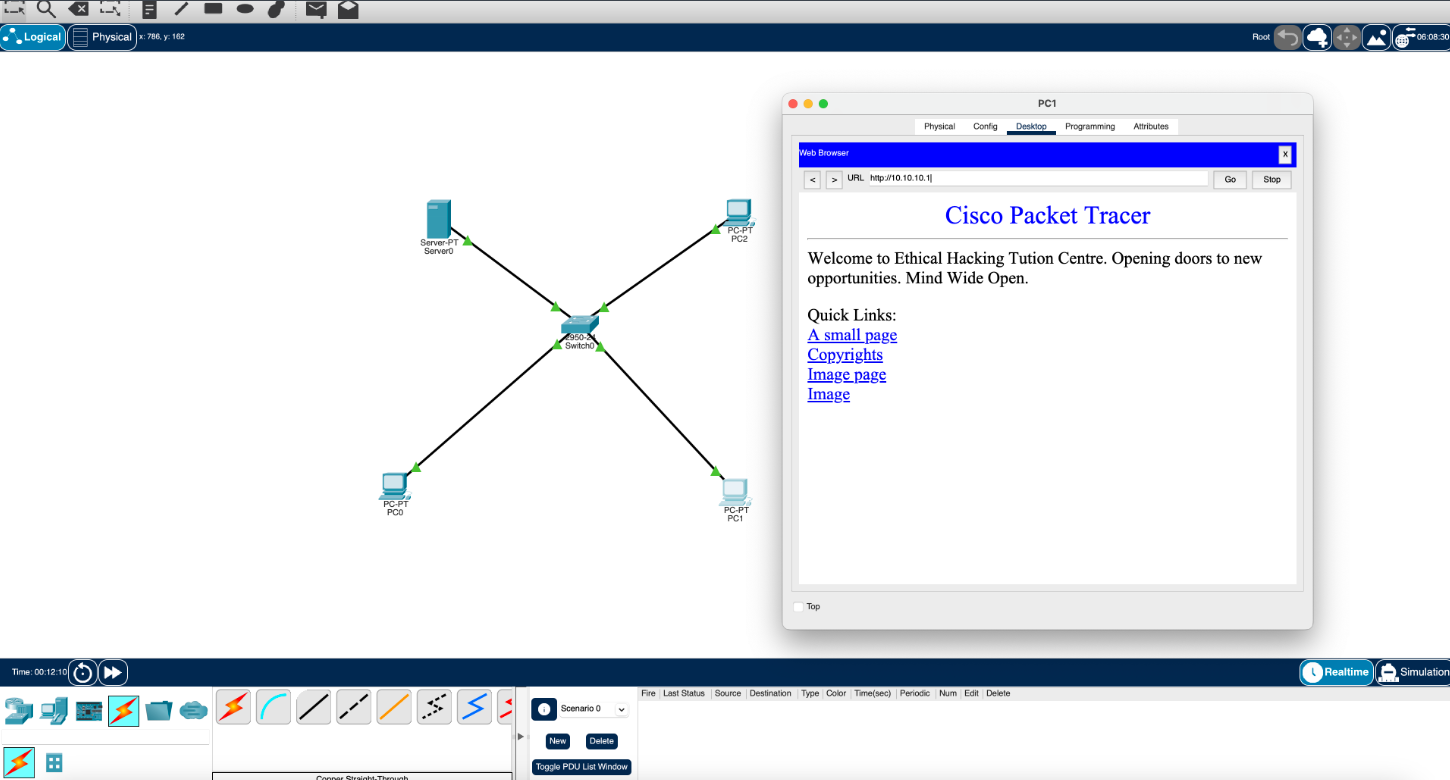 Logical
Physical
x: 786, y: 162
Root
06:08:30
PC1
Physical Config Desktop Programming Attributes
Web Browser
X
< > URL http://10.10.10.1 Go Stop
Cisco Packet Tracer
Welcome to Ethical Hacking Tution Centre. Opening doors to new
opportunities. Mind Wide Open.
Quick Links:
A small page
Copyrights
Image page
Image
Top
Server-PT
Server0
PC-PT
PC2
2950-24
Switch0
PC-PT
PC0
PC-PT
PC1
Time: 00:12:10
Realtime
Simulation
Fire Last Status Source Destination Type Color Time(sec) Periodic Num Edit Delete
Scenario 0
New Delete
Toggle PDU List Window
Copper Straight-Through